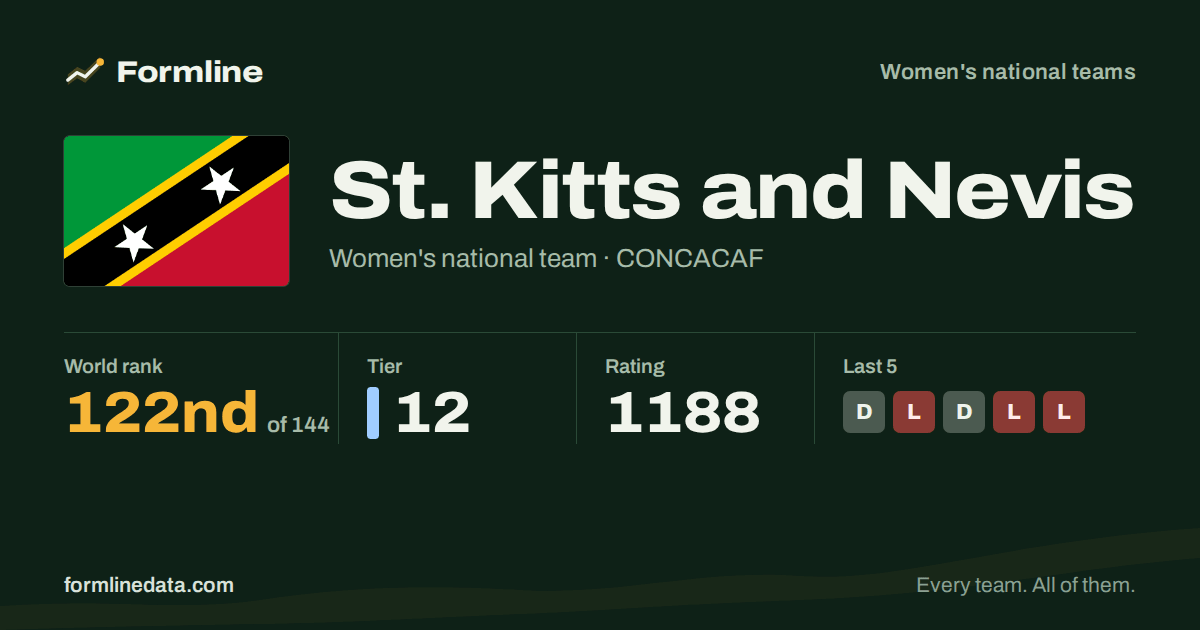 Formline
Women's national teams
St. Kitts and Nevis
Women's national team · CONCACAF
World rank
122nd of 144
Tier
12
Rating
1188
Last 5
D L D L L
formlinedata.com
Every team. All of them.